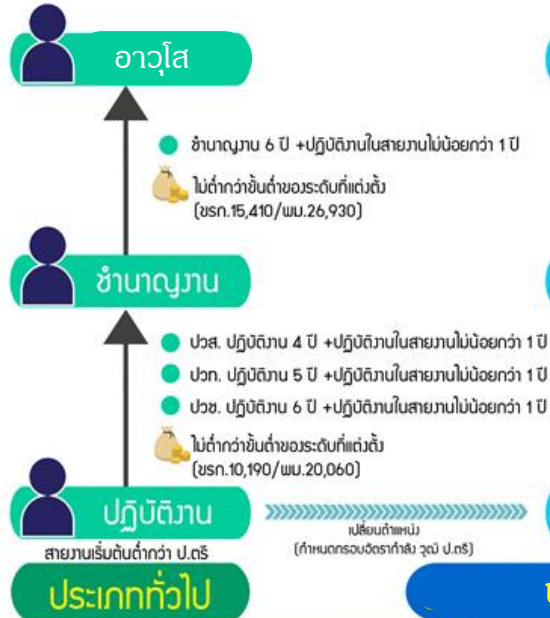 อาวุโส
ชำนาญงาน 6 ปี +ปฏิบัติงานในสายงานไม่น้อยกว่า 1 ปี
ไม่ต่ำกว่าขั้นต่ำของระดับที่แต่งตั้ง
(ขรก.15,410/พม.26,930)
ชำนาญงาน
ปวส. ปฏิบัติงาน 4 ปี +ปฏิบัติงานในสายงานไม่น้อยกว่า 1 ปี
ปวท. ปฏิบัติงาน 5 ปี +ปฏิบัติงานในสายงานไม่น้อยกว่า 1 ปี
ปวช. ปฏิบัติงาน 6 ปี +ปฏิบัติงานในสายงานไม่น้อยกว่า 1 ปี
ไม่ต่ำกว่าขั้นต่ำของระดับที่แต่งตั้ง
(ขรก.10,190/พม.20,060)
ปฏิบัติงาน
เปลี่ยนตำแหน่ง
(กำหนดกรอบอัตรากำลัง วุฒิ ป.ตรี)
สายงานเริ่มต้นต่ำกว่า ป.ตรี
ประเภททั่วไป